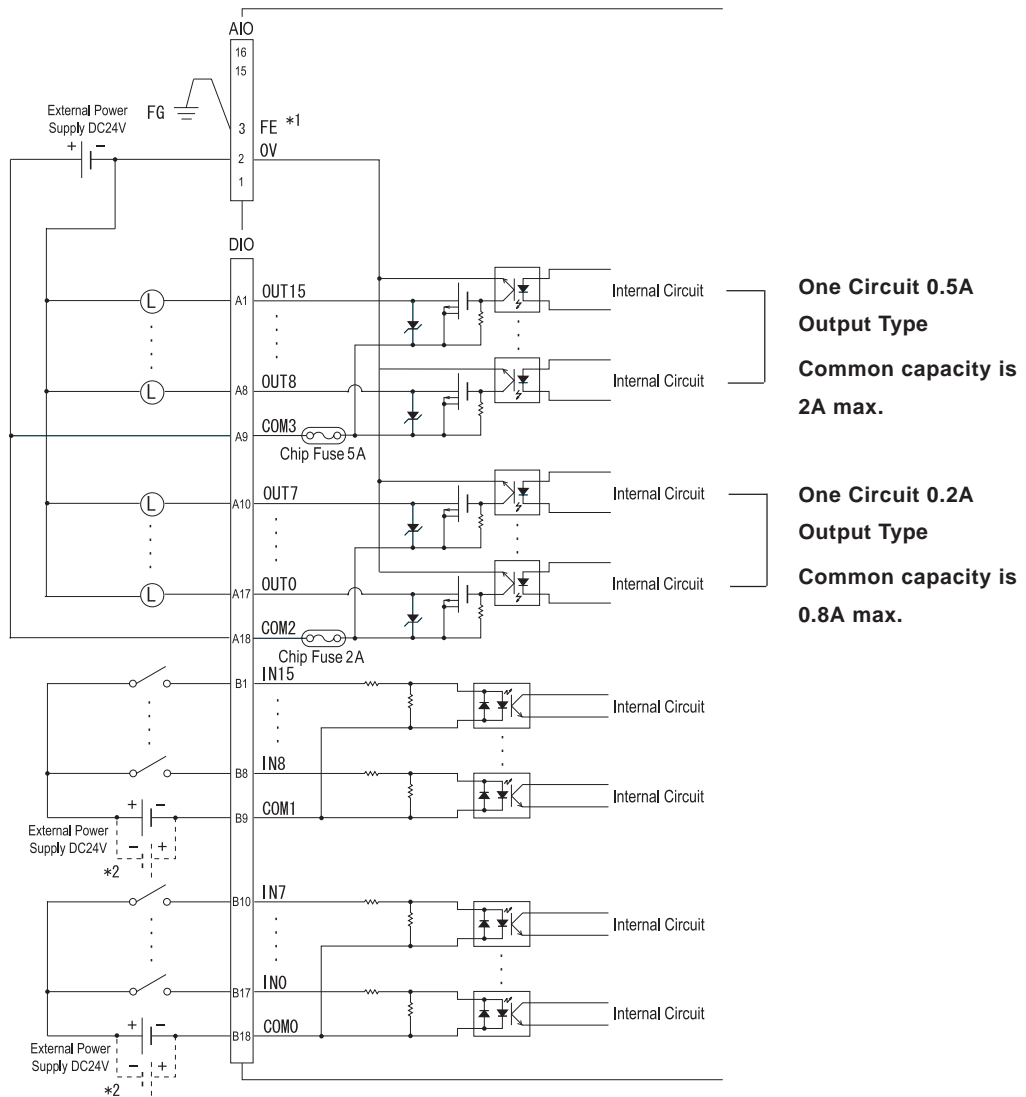 AIO
16
15
External Power
Supply DC24V
FG
3
FE *1
+ −
2
0V
1
DIO
L
A1
OUT15
Internal Circuit
One Circuit 0.5A
Output Type
Common capacity is
2A max.
L
A8
OUT8
Internal Circuit
A9
COM3
Chip Fuse 5A
L
A10
OUT7
Internal Circuit
One Circuit 0.2A
Output Type
Common capacity is
0.8A max.
L
A17
OUT0
Internal Circuit
A18
COM2
Chip Fuse 2A
B1
IN15
Internal Circuit
B8
IN8
Internal Circuit
+ −
External Power
Supply DC24V
− +
*2
B9
COM1
B10
IN7
Internal Circuit
B17
IN0
Internal Circuit
+ −
External Power
Supply DC24V
− +
*2
B18
COM0